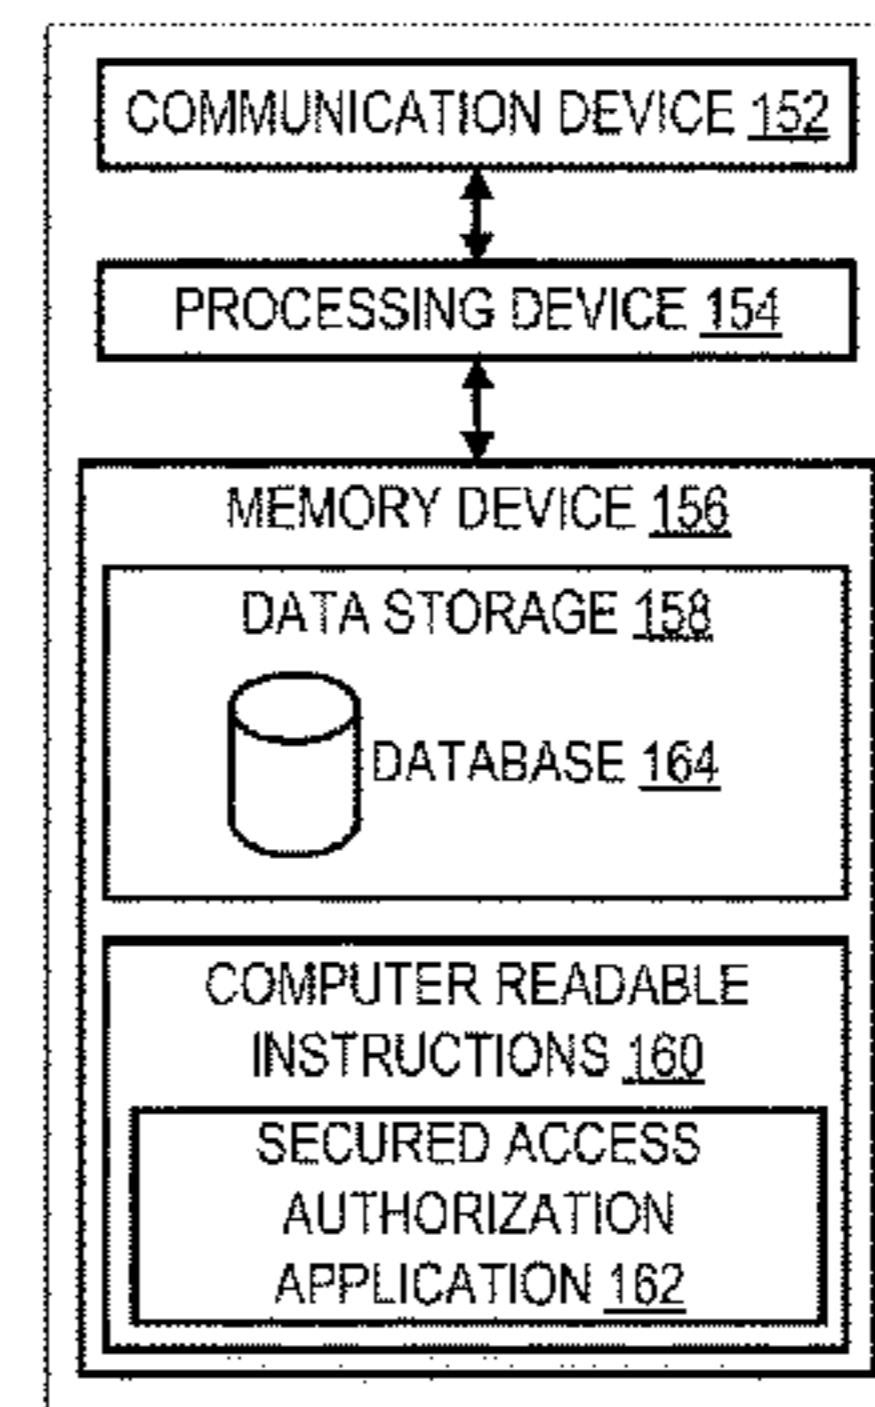 COMMUNICATION DEVICE 152
PROCESSING DEVICE 154
MEMORY DEVICE 156
DATA STORAGE 158
DATABASE 164
COMPUTER READABLE
INSTRUCTIONS 160
SECURED ACCESS
AUTHORIZATION
APPLICATION 162